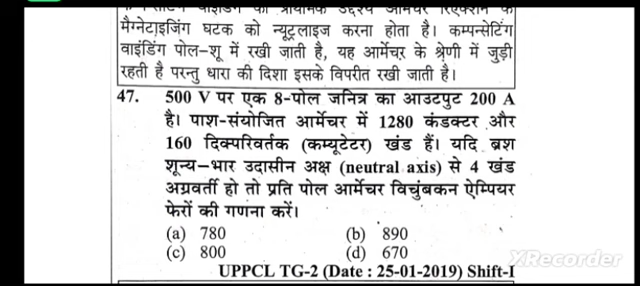 मैग्नेटाइजिंग घटक को न्यूट्रलाइज करना होता है। कम्पन्सेटिंग
वाइंडिंग पोल-शू में रखी जाती है, यह आर्मेचर के श्रेणी में जुड़ी
रहती है परन्तु धारा की दिशा इसके विपरीत रखी जाती है।
47. 500 V पर एक 8-पोल जनित्र का आउटपुट 200 A
है। पाश-संयोजित आर्मेचर में 1280 कंडक्टर और
160 दिक्परिवर्तक (कम्यूटेटर) खंड हैं। यदि ब्रश
शून्य-भार उदासीन अक्ष (neutral axis) से 4 खंड
अग्रवर्ती हो तो प्रति पोल आर्मेचर विचुंबकन ऐम्पियर
फेरों की गणना करें।
(a) 780 (b) 890
(c) 800 (d) 670
XRecorder
UPPCL TG-2 (Date : 25-01-2019) Shift-I